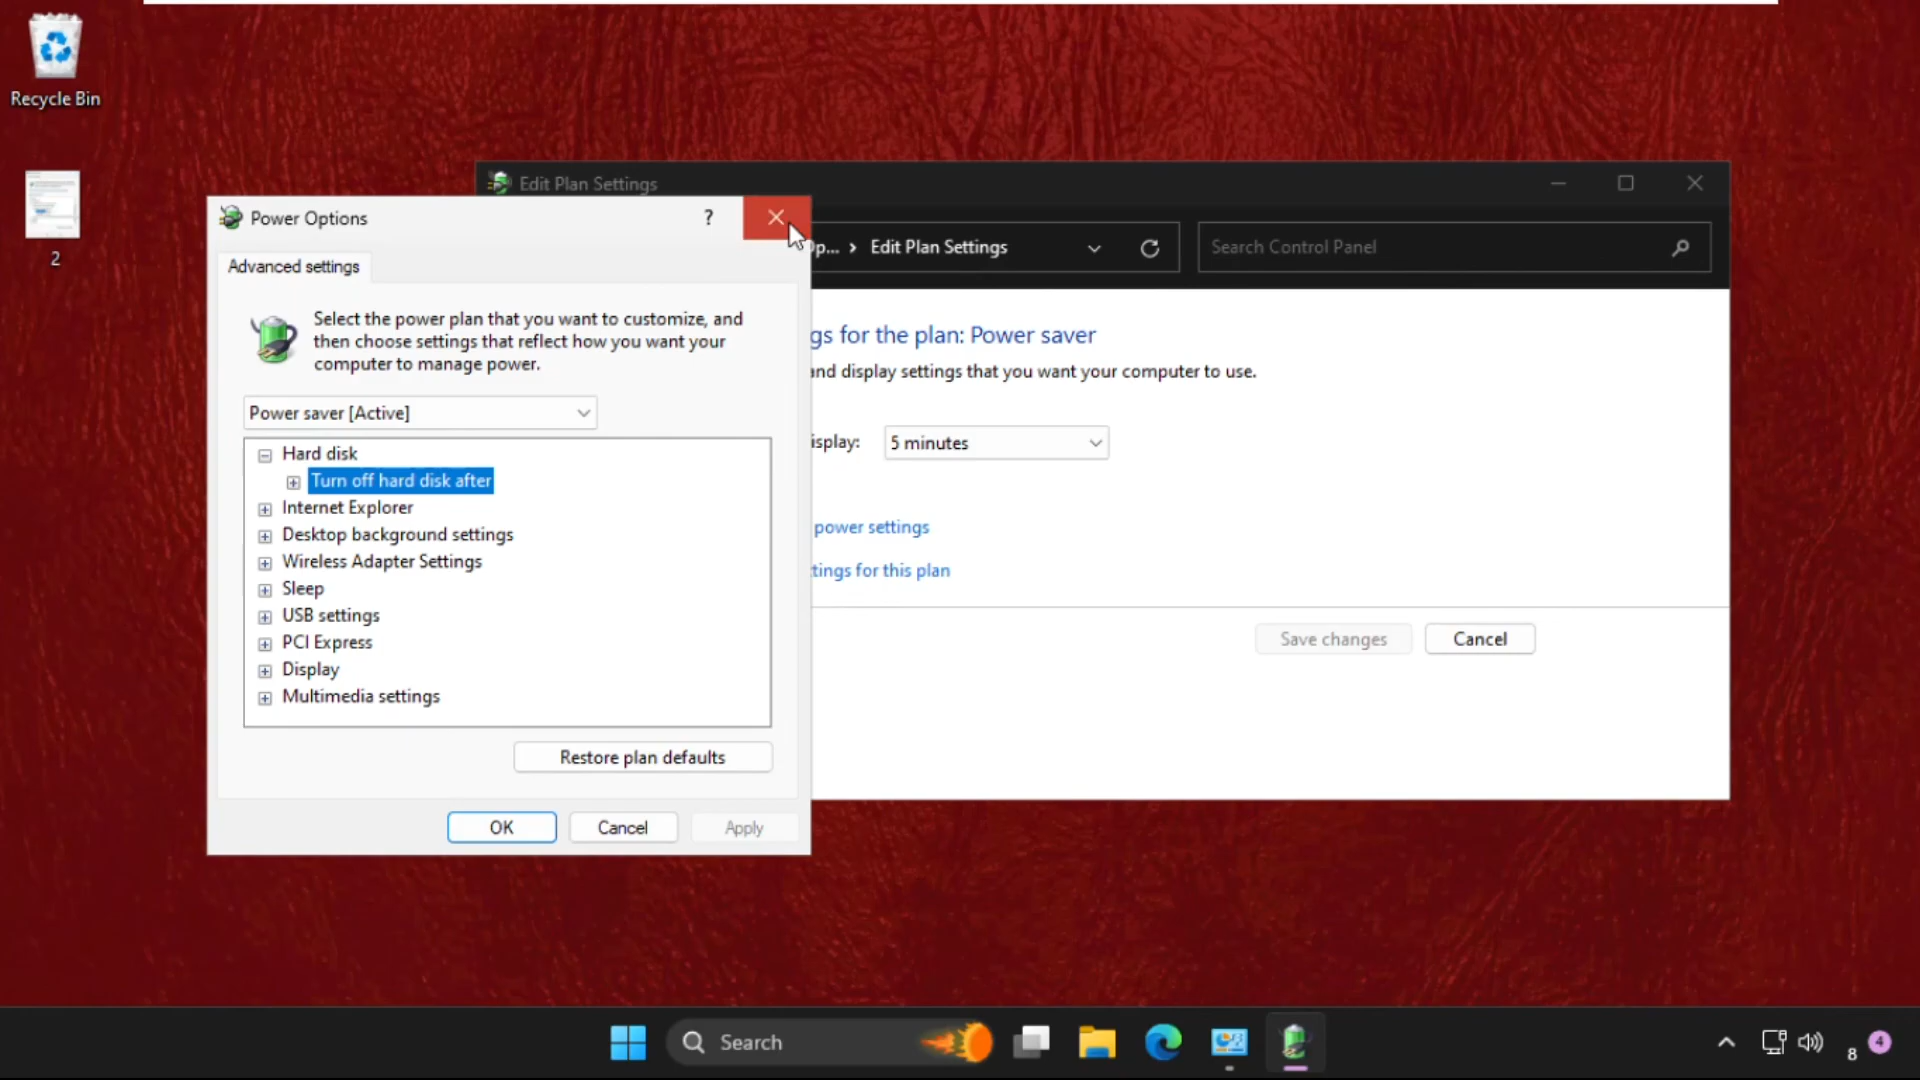 Recycle Bin
2
Edit Plan Settings
Power Options
?
Edit Plan Settings
Search Control Panel
Advanced settings
Select the power plan that you want to customize, and
then choose settings that reflect how you want your
computer to manage power.
gs for the plan: Power saver
and display settings that you want your computer to use.
Power saver [Active]
isplay:
5 minutes
Hard disk
Turn off hard disk after
Internet Explorer
Desktop background settings
Wireless Adapter Settings
Sleep
USB settings
PCI Express
Display
Multimedia settings
power settings
tings for this plan
Save changes
Cancel
Restore plan defaults
OK
Cancel
Apply
Search
8
4